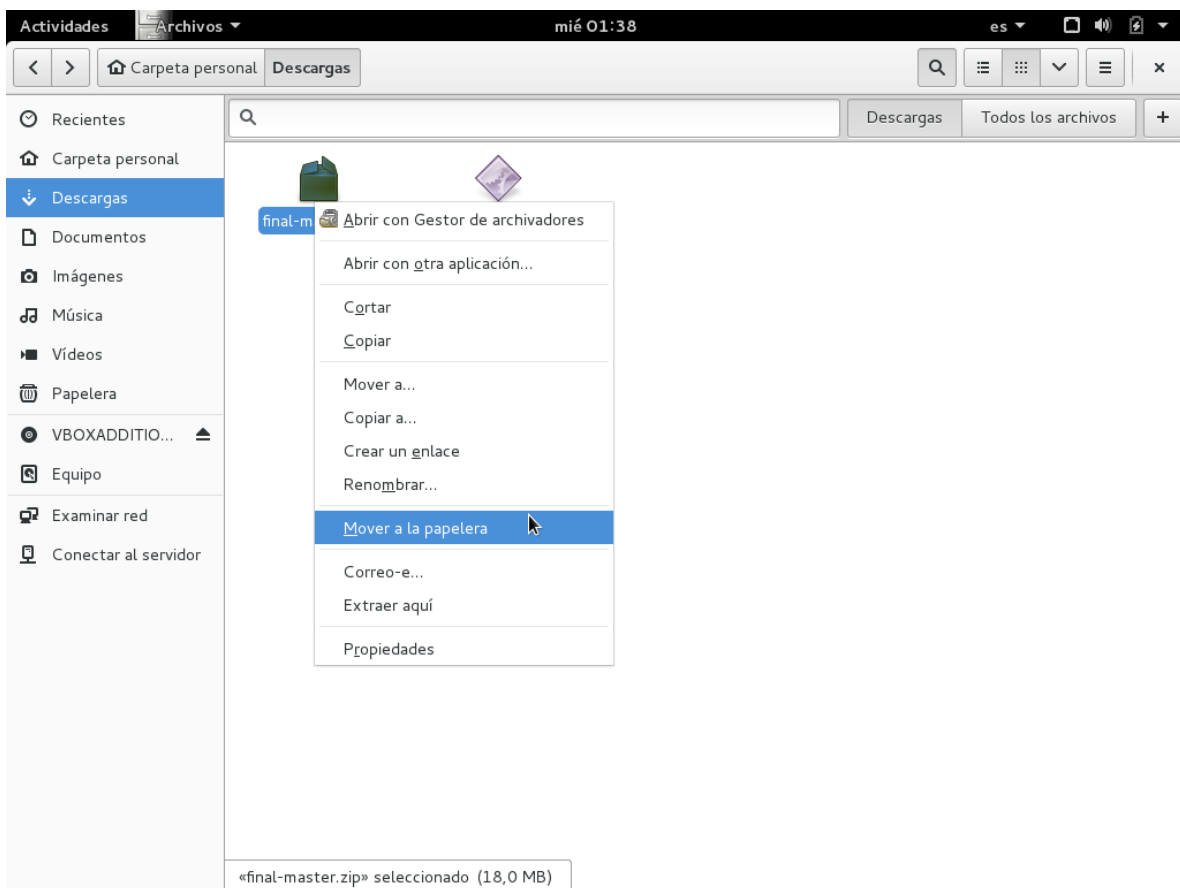 Actividades Archivos mié 01:38 es
Carpeta personal Descargas
Descargas Todos los archivos
Recientes
Carpeta personal
Descargas
Documentos
Imágenes
Música
Vídeos
Papelera
VBOXADDITIO...
Equipo
Examinar red
Conectar al servidor
final-m
Abrir con Gestor de archivadores
Abrir con otra aplicación...
Cortar
Copiar
Mover a...
Copiar a...
Crear un enlace
Renombrar...
Mover a la papelera
Correo-e...
Extraer aquí
Propiedades
«final-master.zip» seleccionado (18,0 MB)